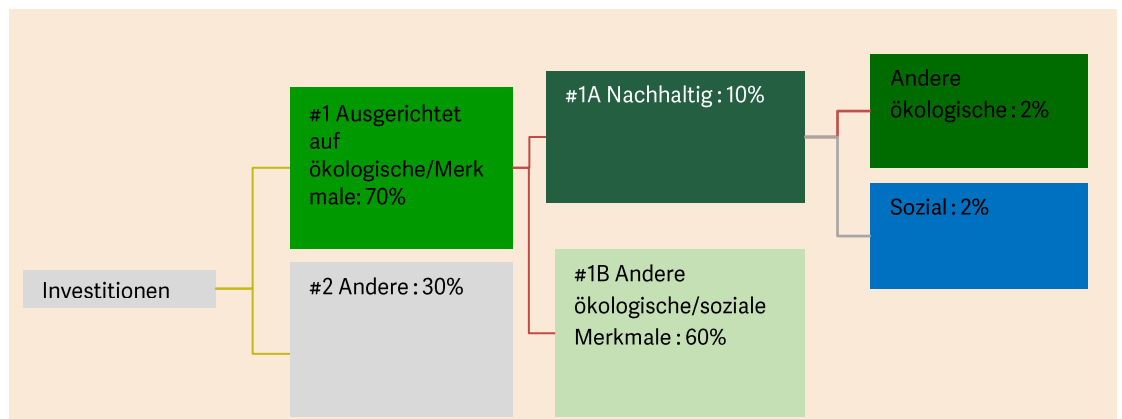 Investitionen
#1 Ausgerichtet
auf
ökologische/Merk
male: 70%
#2 Andere : 30%
#1A Nachhaltig : 10%
#1B Andere
ökologische/soziale
Merkmale : 60%
Andere
ökologische : 2%
Sozial : 2%